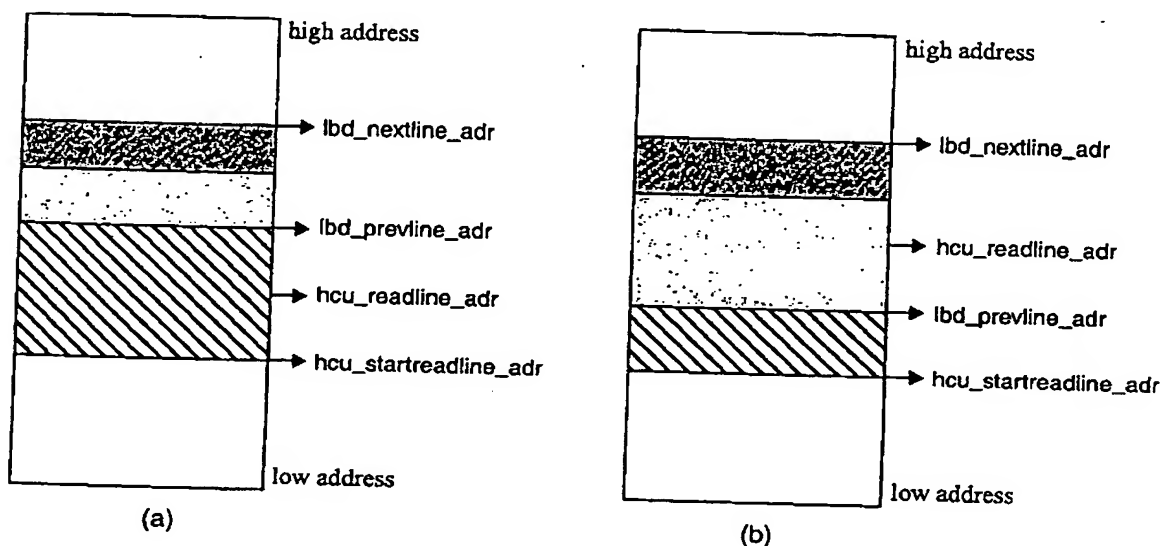 high address
lbd_nextline_adr
lbd_prevline_adr
hcu_readline_adr
hcu_startreadline_adr
low address
(a)
high address
lbd_nextline_adr
hcu_readline_adr
lbd_prevline_adr
hcu_startreadline_adr
low address
(b)